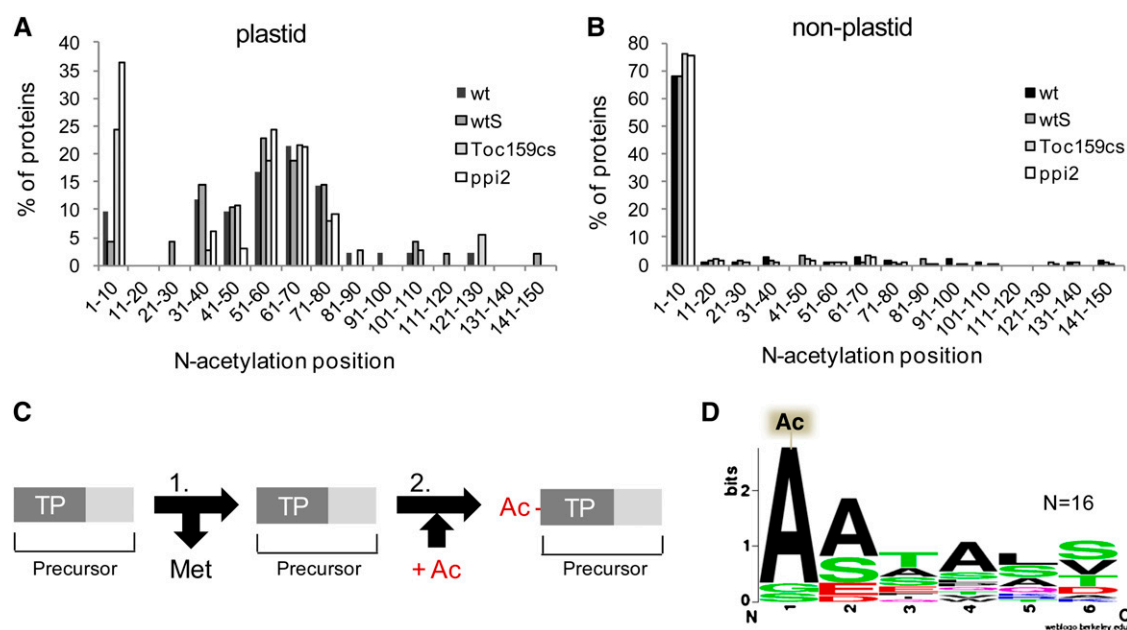 A
plastid
% of proteins
40
35
30
25
20
15
10
5
0
wt
wtS
Toc159cs
ppi2
1-10
11-20
21-30
31-40
41-50
51-60
61-70
71-80
81-90
91-100
101-110
111-120
121-130
131-140
141-150
N-acetylation position
B
non-plastid
% of proteins
80
70
60
50
40
30
20
10
0
wt
wtS
Toc159cs
ppi2
1-10
11-20
21-30
31-40
41-50
51-60
61-70
71-80
81-90
91-100
101-110
111-120
121-130
131-140
141-150
N-acetylation position
C
TP
Precursor
1.
Met
TP
Precursor
2.
+ Ac
Ac
TP
Precursor
D
Ac
bits
2
1
0
N=16
A
G
S
A
S
E
D
T
A
S
E
A
S
L
S
A
S
V
T
D
N
1
2
3
4
5
6
C
weblogo.berkeley.edu